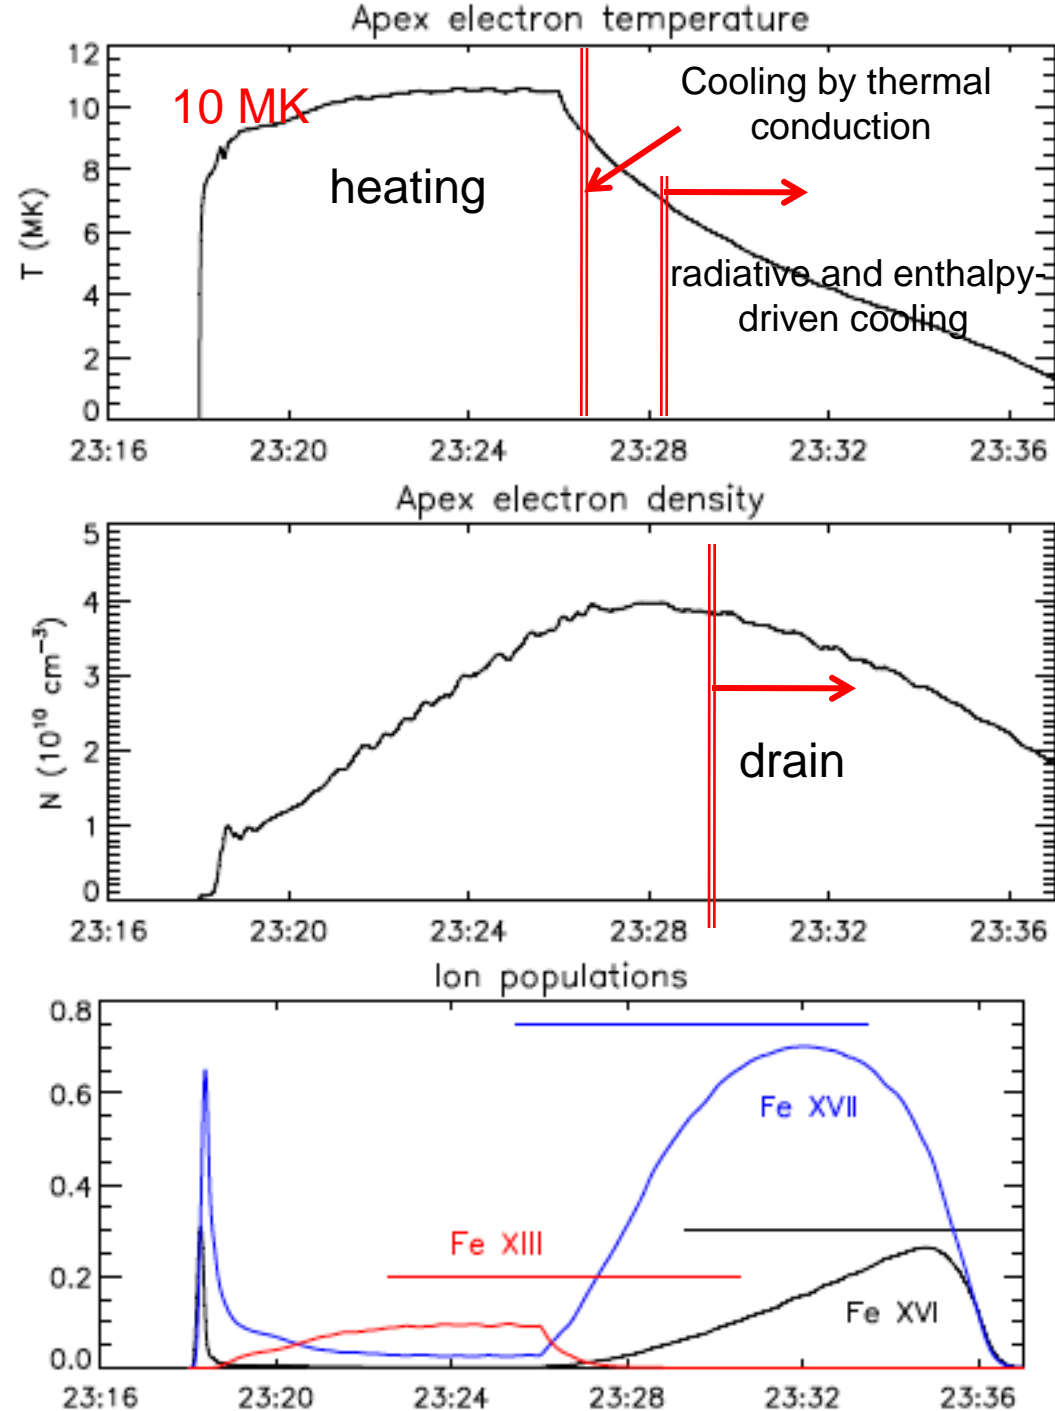 Apex electron temperature
12
10
8
6
4
2
0
T (MK)
10 MK
heating
Cooling by thermal
conduction
radiative and enthalpy-
driven cooling
23:16 23:20 23:24 23:28 23:32 23:36
Apex electron density
5
4
3
2
1
0
N (10¹⁰ cm⁻³)
drain
23:16 23:20 23:24 23:28 23:32 23:36
Ion populations
0.8
0.6
0.4
0.2
0.0
Fe XVII
Fe XIII
Fe XVI
23:16 23:20 23:24 23:28 23:32 23:36